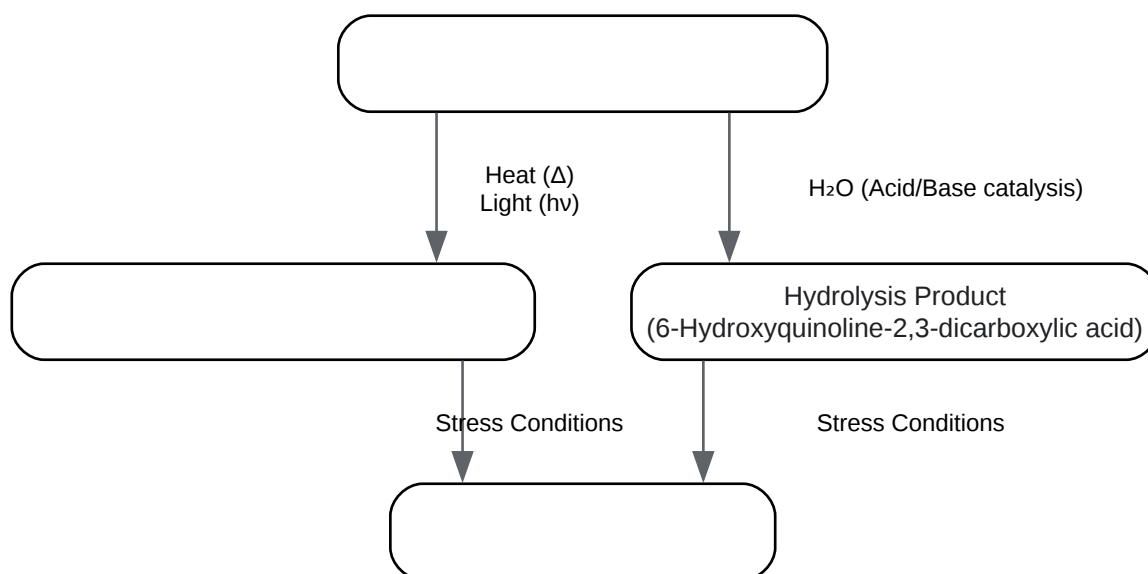 Heat (Δ)
Light (hν)
H₂O (Acid/Base catalysis)
Hydrolysis Product
(6-Hydroxyquinoline-2,3-dicarboxylic acid)
Stress Conditions
Stress Conditions